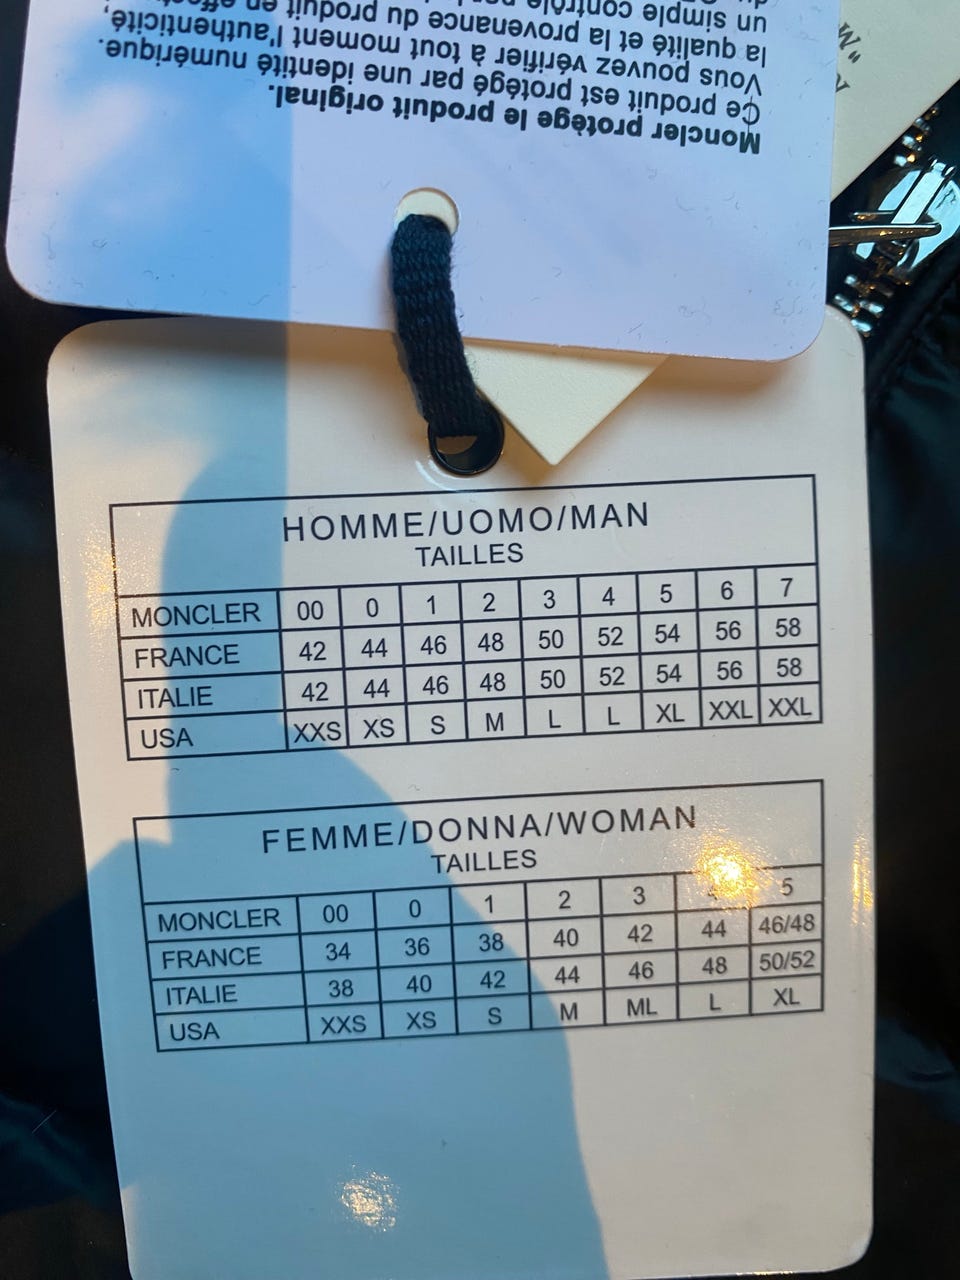 Moncler protège le produit original.
Ce produit est protégé par une identité numérique.
Vous pouvez vérifier à tout moment l'authenticité,
la qualité et la provenance du produit en
un simple contrôle
HOMME/UOMO/MAN
TAILLES
MONCLER 00 0 1 2 3 4 5 6 7
FRANCE 42 44 46 48 50 52 54 56 58
ITALIE 42 44 46 48 50 52 54 56 58
USA XXS XS S M L L XL XXL XXL
FEMME/DONNA/WOMAN
TAILLES
MONCLER 00 0 1 2 3 5
FRANCE 34 36 38 40 42 44 46/48
ITALIE 38 40 42 44 46 48 50/52
USA XXS XS S M ML L XL